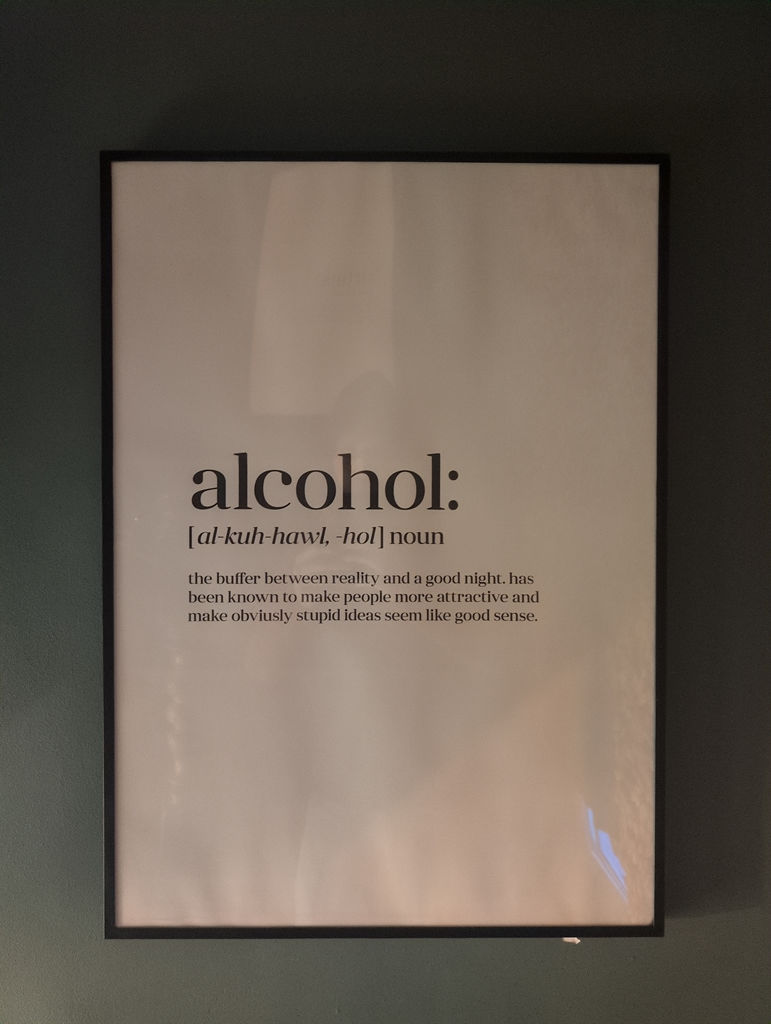 alcohol:
[al-kuh-hawl, -hol] noun
the buffer between reality and a good night. has
been known to make people more attractive and
make obviusly stupid ideas seem like good sense.